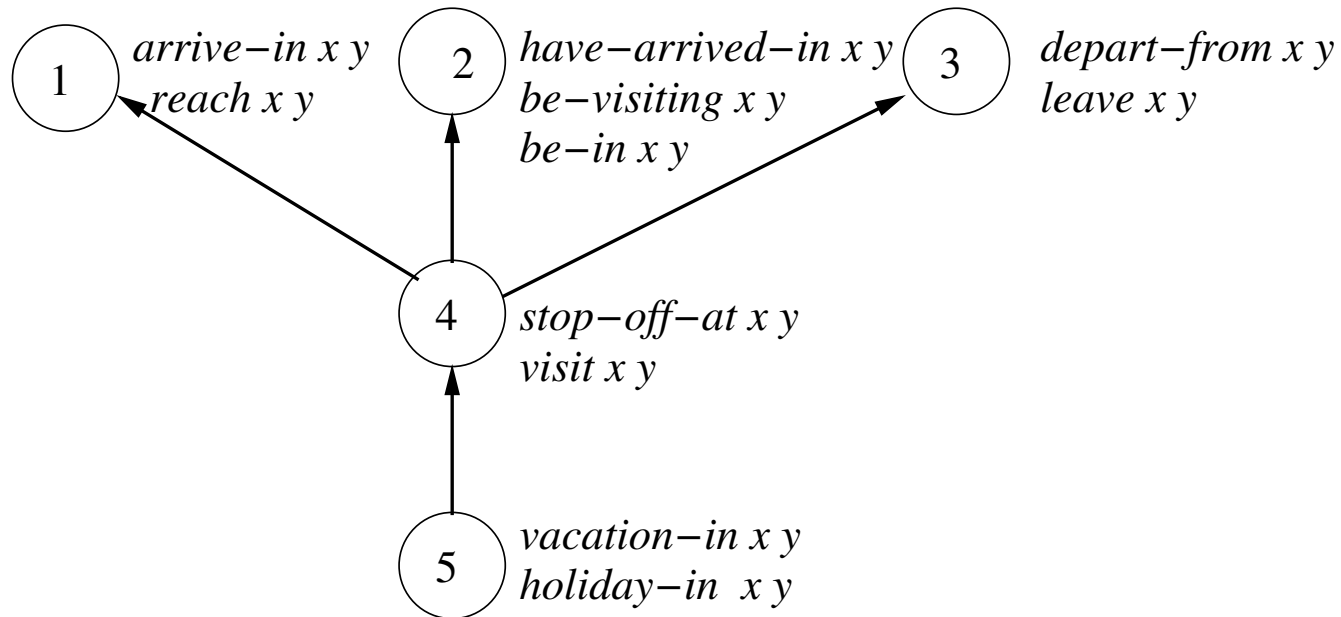 1
arrive−in x y
reach x y
2
have−arrived−in x y
be−visiting x y
be−in x y
3
depart−from x y
leave x y
4
stop−off−at x y
visit x y
5
vacation−in x y
holiday−in x y